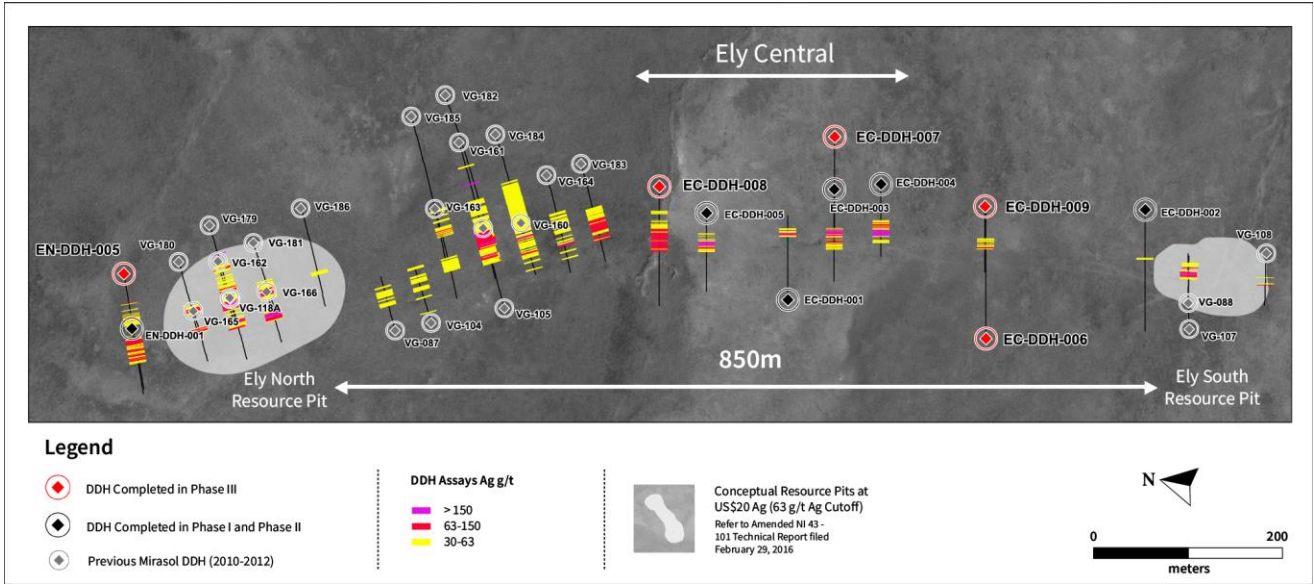 Ely Central
VG-182
VG-185
VG-184
VG-161
EC-DDH-007
VG-183
VG-164
EC-DDH-008
EC-DDH-004
EC-DDH-003
VG-186
VG-163
EC-DDH-005
EC-DDH-009
EC-DDH-002
VG-179
VG-160
VG-181
VG-180
VG-108
EN-DDH-005
VG-162
VG-166
VG-118A
VG-165
EC-DDH-001
VG-088
VG-105
VG-104
EN-DDH-001
VG-087
VG-107
EC-DDH-006
850m
Ely North
Resource Pit
Ely South
Resource Pit
Legend
DDH Completed in Phase III
DDH Completed in Phase I and Phase II
Previous Mirasol DDH (2010-2012)
DDH Assays Ag g/t
> 150
63-150
30-63
Conceptual Resource Pits at
US$20 Ag (63 g/t Ag Cutoff)
Refer to Amended NI 43 -
101 Technical Report filed
February 29, 2016
N
0 200
meters